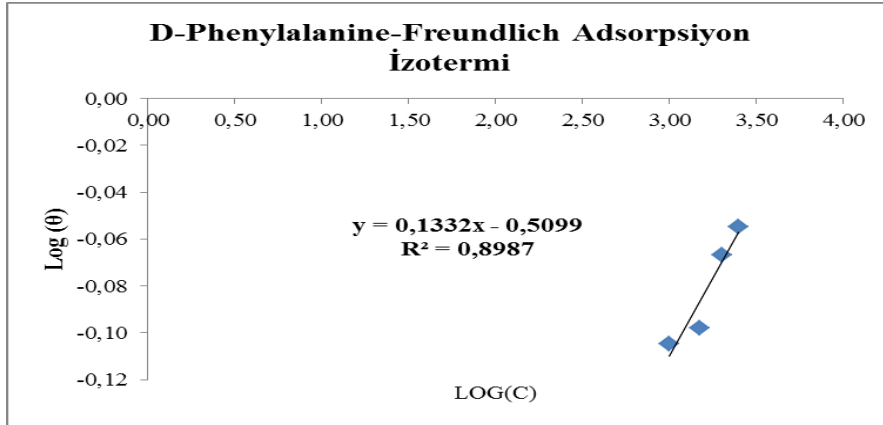 D-Phenylalanine-Freundlich Adsorpsiyon
İzotermi
0,00
0,00 0,50 1,00 1,50 2,00 2,50 3,00 3,50 4,00
-0,02
-0,04
y = 0,1332x - 0,5099
-0,06
R² = 0,8987
-0,08
-0,10
-0,12
Log (θ)
LOG(C)